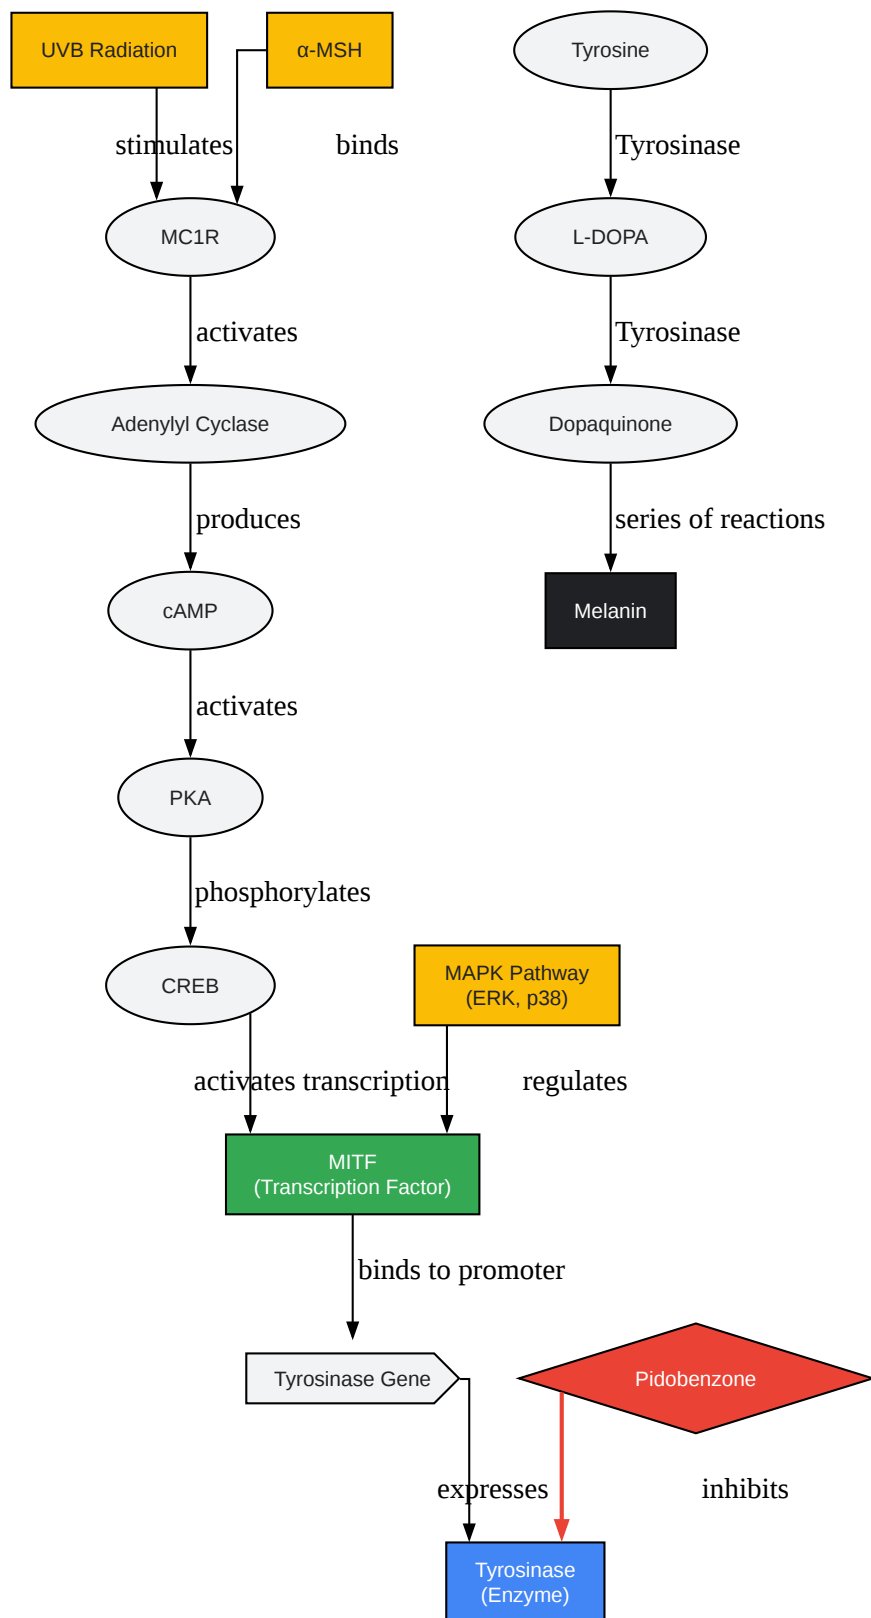 UVB Radiation
α-MSH
Tyrosine
stimulates
binds
Tyrosinase
MC1R
L-DOPA
activates
Tyrosinase
Adenylyl Cyclase
Dopaquinone
produces
series of reactions
cAMP
Melanin
activates
PKA
phosphorylates
CREB
MAPK Pathway
(ERK, p38)
activates transcription
regulates
MITF
(Transcription Factor)
binds to promoter
Tyrosinase Gene
Pidobenzone
expresses
inhibits
Tyrosinase
(Enzyme)